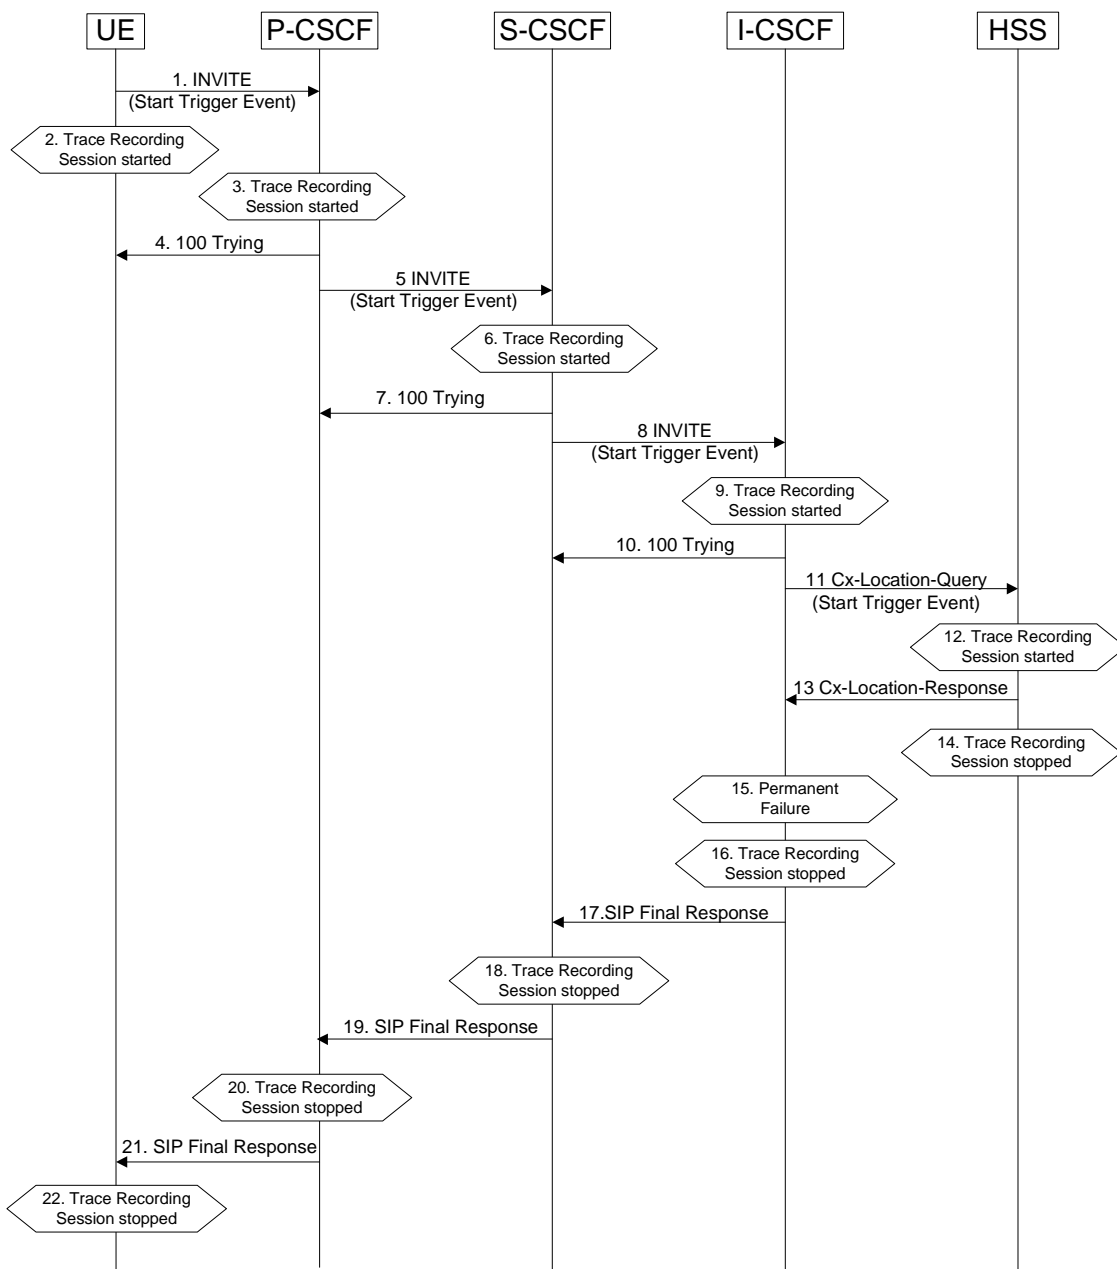 UE
P-CSCF
S-CSCF
I-CSCF
HSS
1. INVITE
(Start Trigger Event)
2. Trace Recording
Session started
3. Trace Recording
Session started
4. 100 Trying
5 INVITE
(Start Trigger Event)
6. Trace Recording
Session started
7. 100 Trying
8 INVITE
(Start Trigger Event)
9. Trace Recording
Session started
10. 100 Trying
11 Cx-Location-Query
(Start Trigger Event)
12. Trace Recording
Session started
13 Cx-Location-Response
14. Trace Recording
Session stopped
15. Permanent
Failure
16. Trace Recording
Session stopped
17.SIP Final Response
18. Trace Recording
Session stopped
19. SIP Final Response
20. Trace Recording
Session stopped
21. SIP Final Response
22. Trace Recording
Session stopped